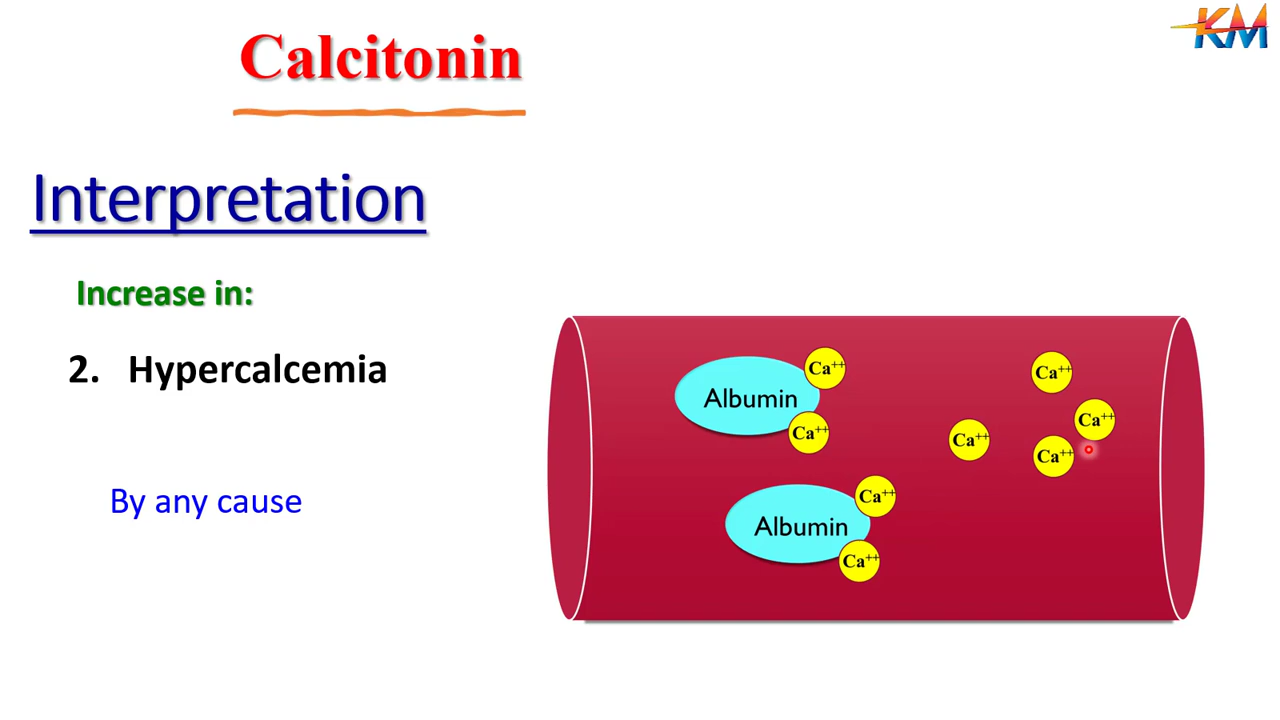 KM
Calcitonin
Interpretation
Increase in:
2. Hypercalcemia
By any cause
Albumin
Ca++
Ca++
Albumin
Ca++
Ca++
Ca++
Ca++
Ca++
Ca++